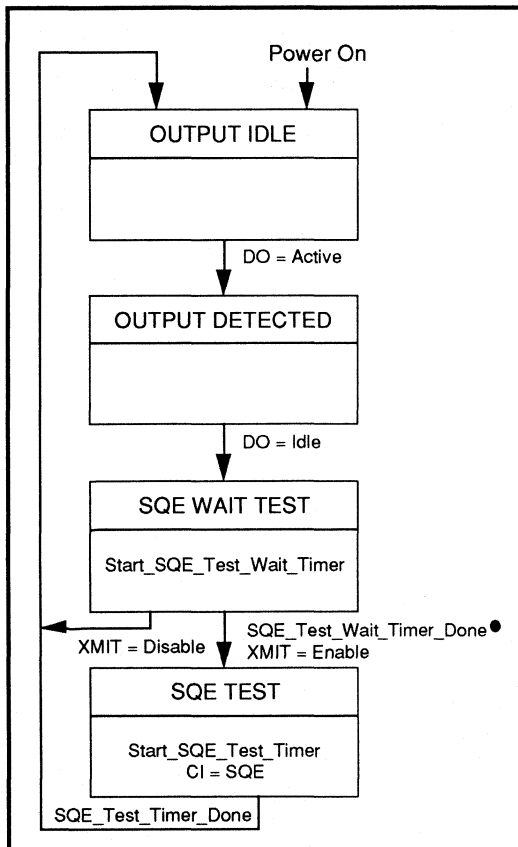 Power On
OUTPUT IDLE
DO = Active
OUTPUT DETECTED
DO = Idle
SQE WAIT TEST
Start_SQE_Test_Wait_Timer
XMIT = Disable
SQE_Test_Wait_Timer_Done●
XMIT = Enable
SQE TEST
Start_SQE_Test_Timer
CI = SQE
SQE_Test_Timer_Done